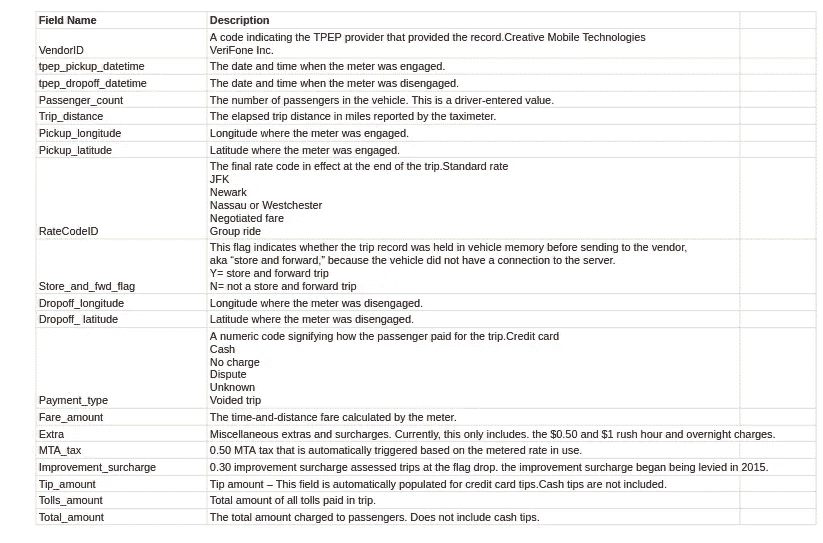 Field Name Description
A code indicating the TPEP provider that provided the record.Creative Mobile Technologies
VendorID VeriFone Inc.
tpep_pickup_datetime The date and time when the meter was engaged.
tpep_dropoff_datetime The date and time when the meter was disengaged.
Passenger_count The number of passengers in the vehicle. This is a driver-entered value.
Trip_distance The elapsed trip distance in miles reported by the taximeter.
Pickup_longitude Longitude where the meter was engaged.
Pickup_latitude Latitude where the meter was engaged.
The final rate code in effect at the end of the trip.Standard rate
JFK
Newark
Nassau or Westchester
Negotiated fare
RateCodeID Group ride
This flag indicates whether the trip record was held in vehicle memory before sending to the vendor,
aka “store and forward,” because the vehicle did not have a connection to the server.
Y= store and forward trip
Store_and_fwd_flag N= not a store and forward trip
Dropoff_longitude Longitude where the meter was disengaged.
Dropoff_ latitude Latitude where the meter was disengaged.
A numeric code signifying how the passenger paid for the trip.Credit card
Cash
No charge
Dispute
Unknown
Payment_type Voided trip
Fare_amount The time-and-distance fare calculated by the meter.
Extra Miscellaneous extras and surcharges. Currently, this only includes. the $0.50 and $1 rush hour and overnight charges.
MTA_tax 0.50 MTA tax that is automatically triggered based on the metered rate in use.
Improvement_surcharge 0.30 improvement surcharge assessed trips at the flag drop. the improvement surcharge began being levied in 2015.
Tip_amount Tip amount – This field is automatically populated for credit card tips.Cash tips are not included.
Tolls_amount Total amount of all tolls paid in trip.
Total_amount The total amount charged to passengers. Does not include cash tips.